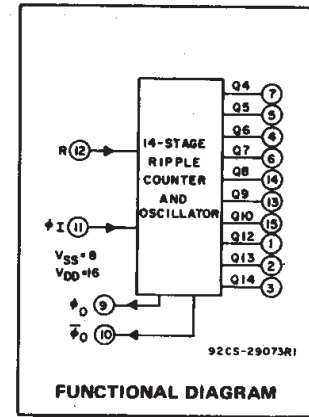 Q4 7
Q5 5
Q6 4
Q7 6
Q8 14
Q9 13
Q10 15
Q12 1
Q13 2
Q14 3
14-STAGE
RIPPLE
COUNTER
AND
OSCILLATOR
R 12
ϕI 11
VSS=8
VDD=16
ϕO 9
ϕ̅O 10
92CS-29073R1
FUNCTIONAL DIAGRAM